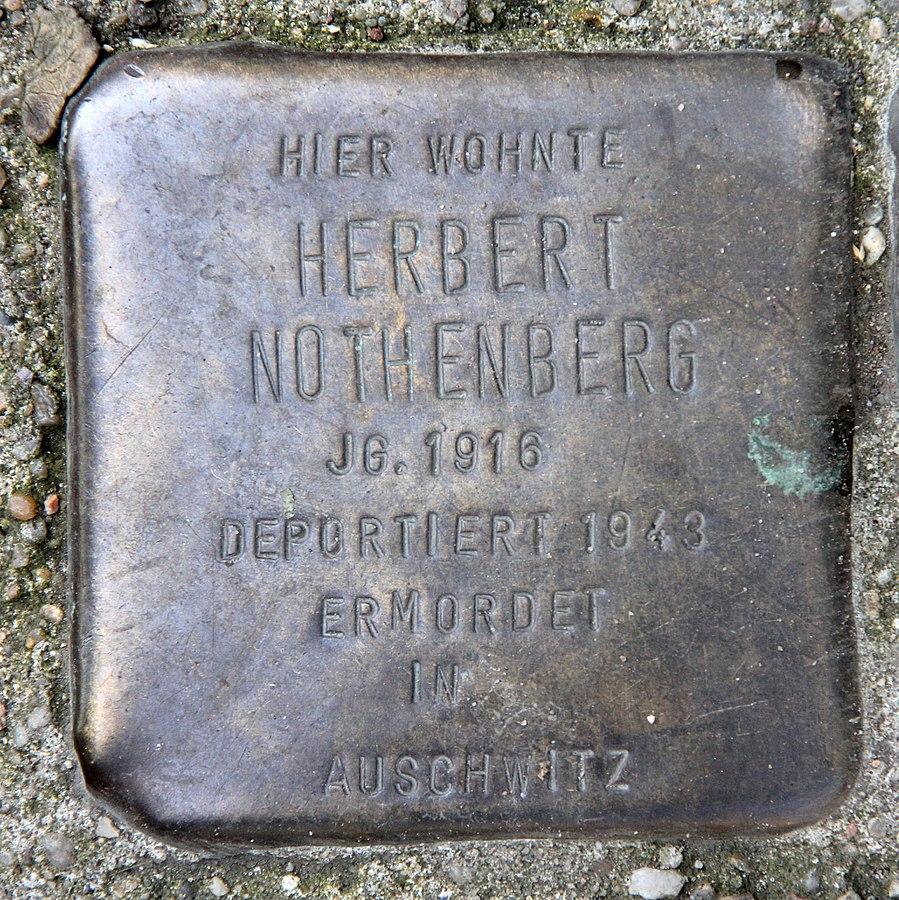 HIER WOHNTE
HERBERT
NOTHENBERG
JG. 1916
DEPORTIERT 1943
ERMORDET
IN
AUSCHWITZ